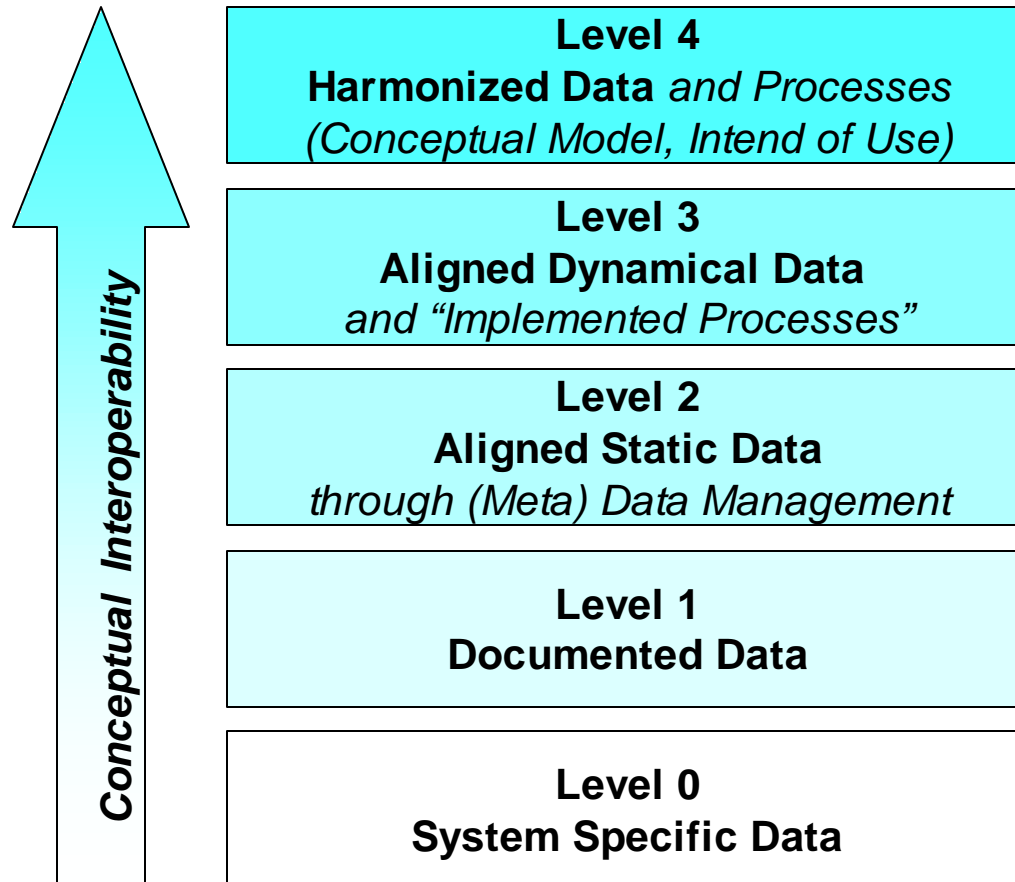 Level 4
Harmonized Data and Processes
(Conceptual Model, Intend of Use)
Level 3
Aligned Dynamical Data
and “Implemented Processes”
Level 2
Aligned Static Data
through (Meta) Data Management
Level 1
Documented Data
Level 0
System Specific Data
Conceptual Interoperability